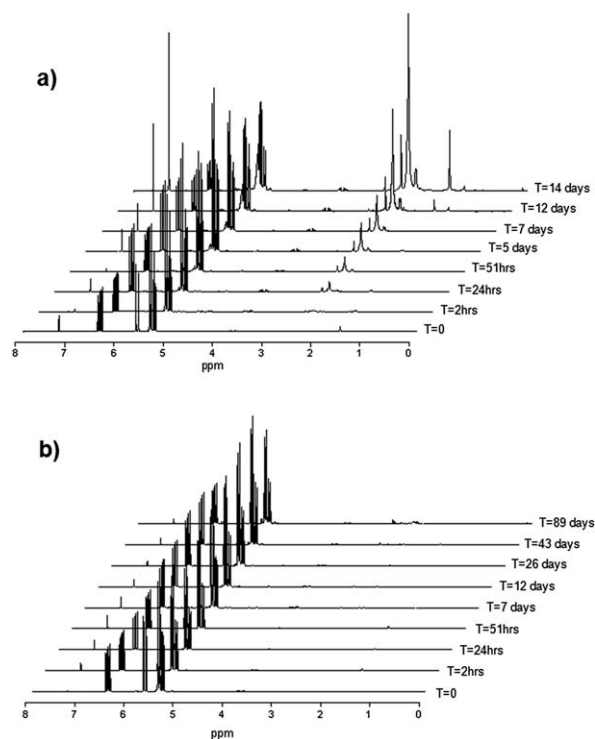 a)
T=14 days
T=12 days
T=7 days
T=5 days
T=51hrs
T=24hrs
T=2hrs
T=0
8 7 6 5 4 3 2 1 0
ppm
b)
T=89 days
T=43 days
T=26 days
T=12 days
T=7 days
T=51hrs
T=24hrs
T=2hrs
T=0
8 7 6 5 4 3 2 1 0
ppm